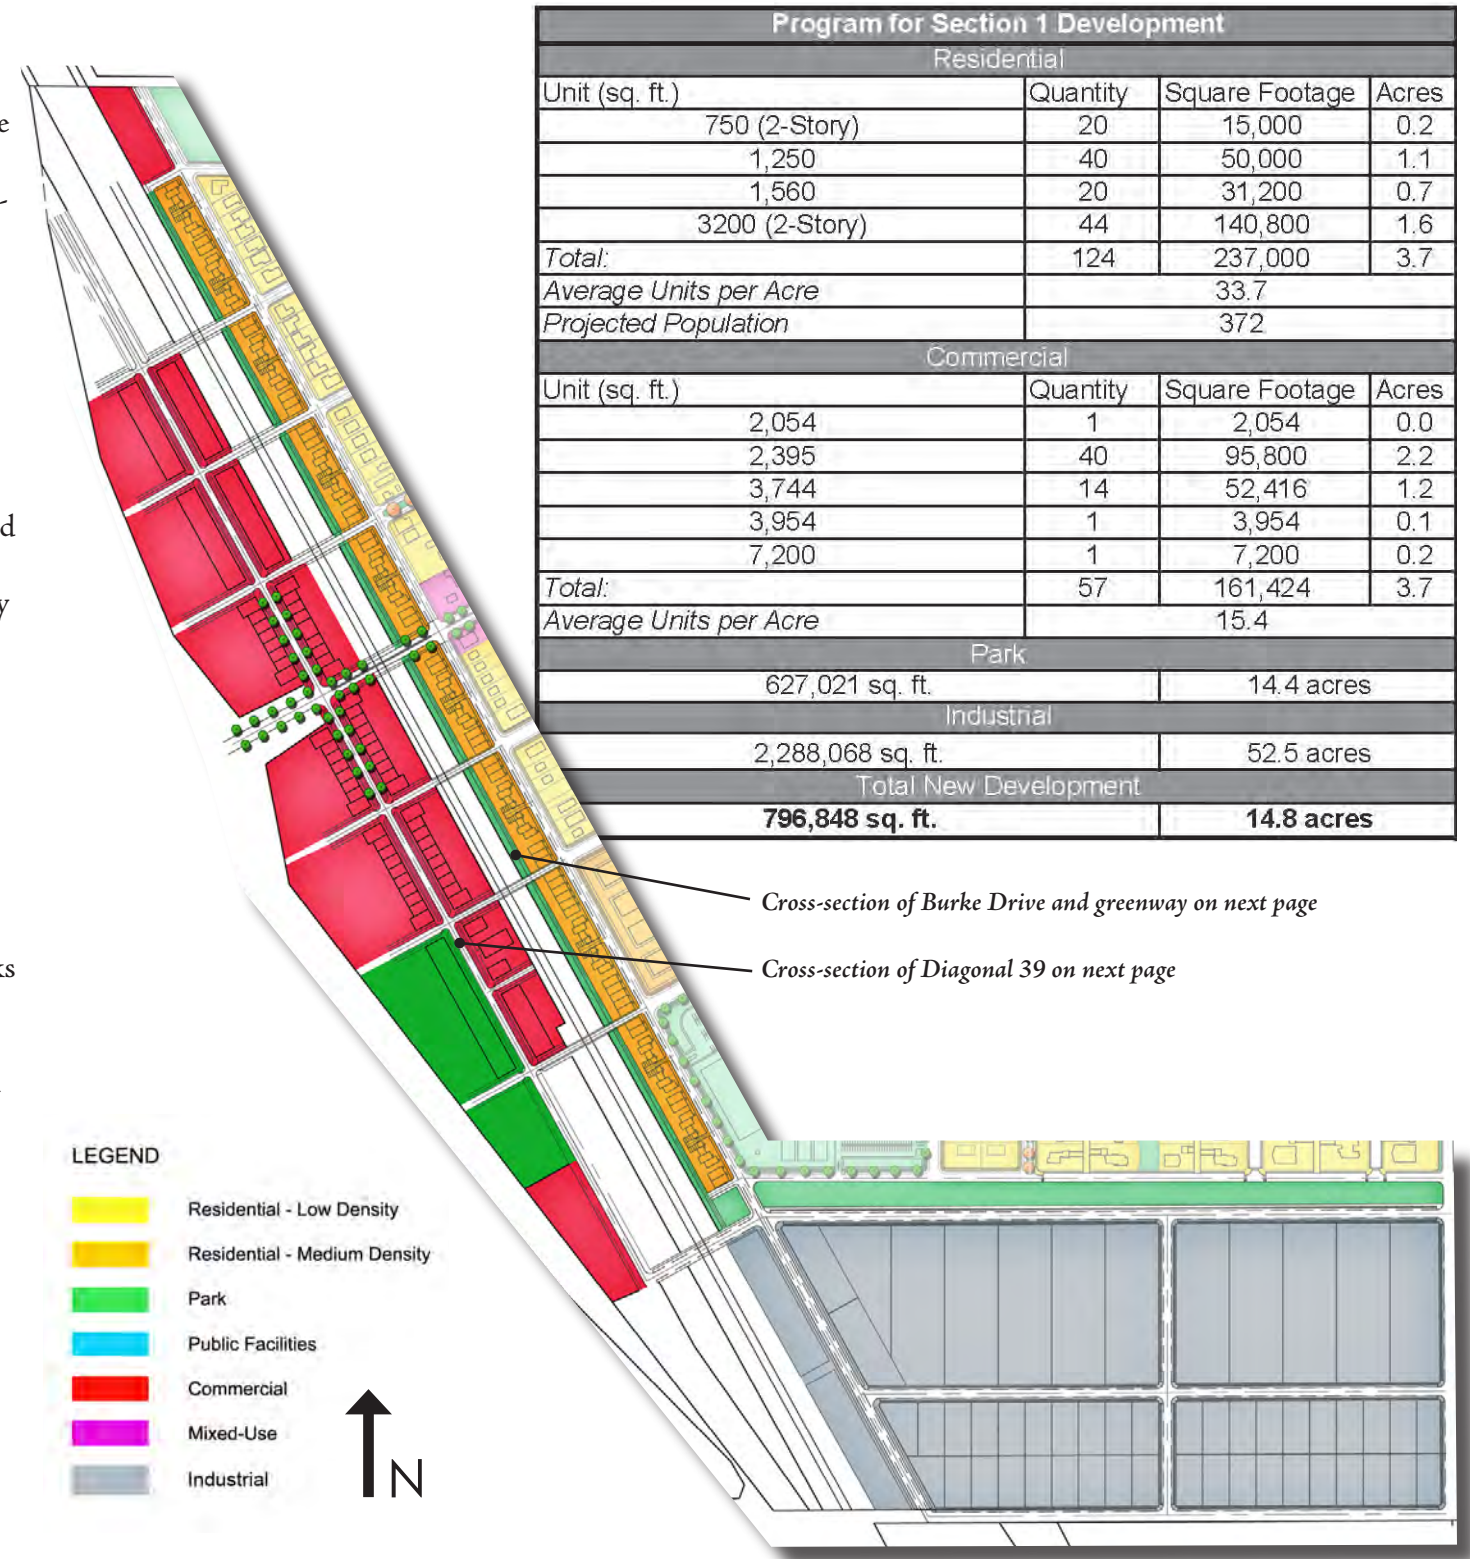 Program for Section 1 Development
Residential
Unit (sq. ft.) Quantity Square Footage Acres
750 (2-Story) 20 15,000 0.2
1,250 40 50,000 1.1
1,560 20 31,200 0.7
3200 (2-Story) 44 140,800 1.6
Total: 124 237,000 3.7
Average Units per Acre 33.7
Projected Population 372
Commercial
Unit (sq. ft.) Quantity Square Footage Acres
2,054 1 2,054 0.0
2,395 40 95,800 2.2
3,744 14 52,416 1.2
3,954 1 3,954 0.1
7,200 1 7,200 0.2
Total: 57 161,424 3.7
Average Units per Acre 15.4
Park
627,021 sq. ft. 14.4 acres
Industrial
2,288,068 sq. ft. 52.5 acres
Total New Development
796,848 sq. ft. 14.8 acres
Cross-section of Burke Drive and greenway on next page
Cross-section of Diagonal 39 on next page
LEGEND
Residential - Low Density
Residential - Medium Density
Park
Public Facilities
Commercial
Mixed-Use
Industrial
N